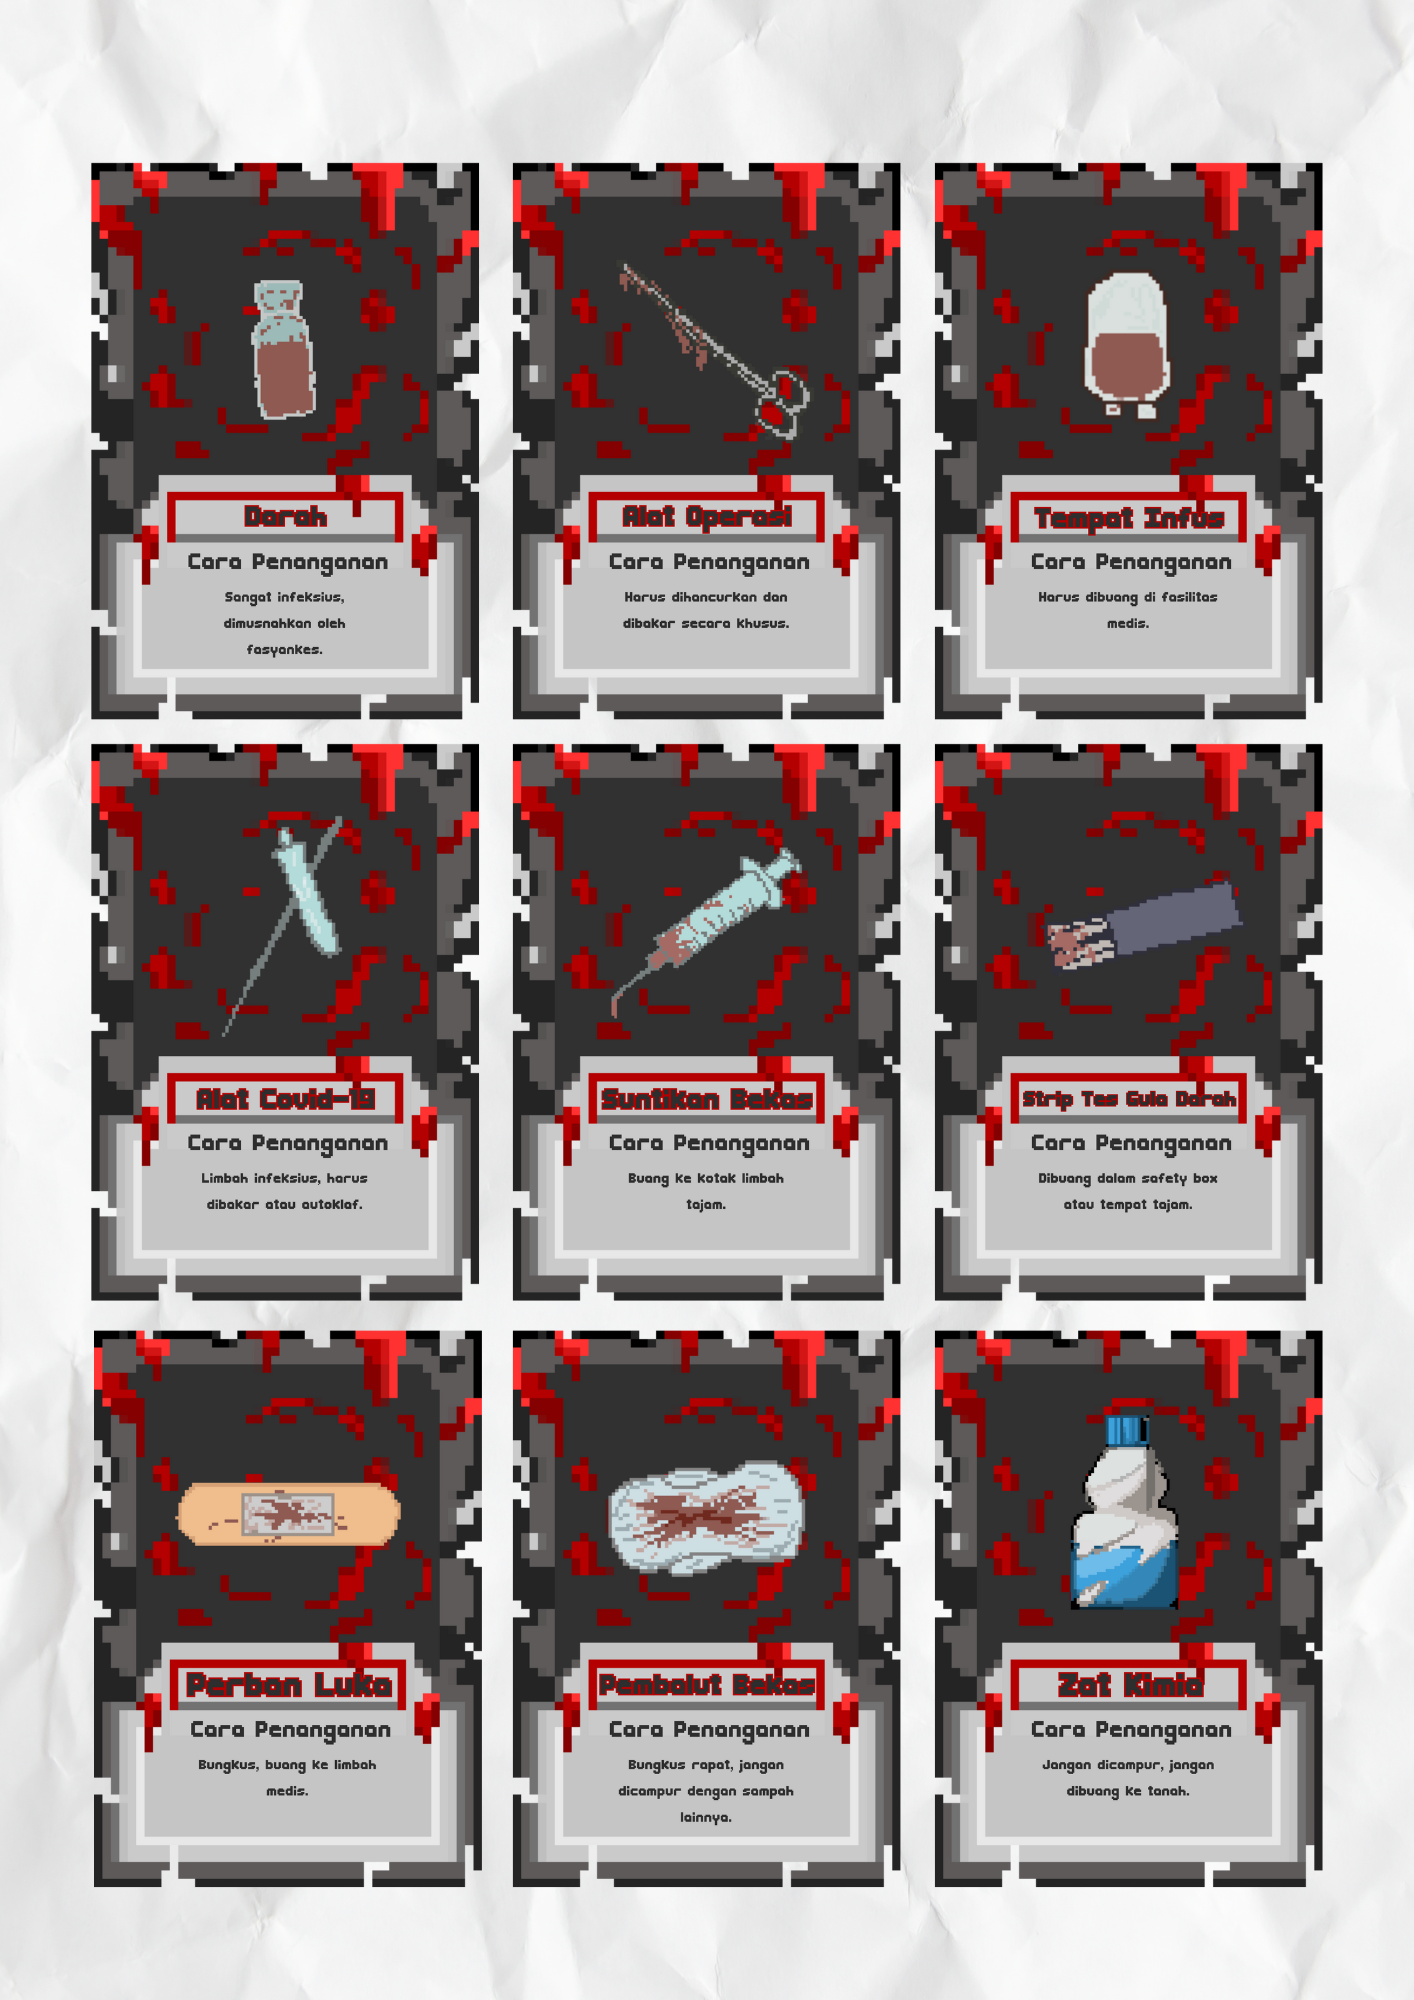 Darah
Cara Penanganan
Sangat infeksius,
dimusnahkan oleh
fasyankes.
Alat Operasi
Cara Penanganan
Harus dihancurkan dan
dibakar secara khusus.
Tempat Infus
Cara Penanganan
Harus dibuang di fasilitas
medis.
Alat Covid-19
Cara Penanganan
Limbah infeksius, harus
dibakar atau autoklaf.
Suntikan Bekas
Cara Penanganan
Buang ke kotak limbah
tajam.
Strip Tes Gula Darah
Cara Penanganan
Dibuang dalam safety box
atau tempat tajam.
Perban Luka
Cara Penanganan
Bungkus, buang ke limbah
medis.
Pembalut Bekas
Cara Penanganan
Bungkus rapat, jangan
dicampur dengan sampah
lainnya.
Zat Kimia
Cara Penanganan
Jangan dicampur, jangan
dibuang ke tanah.